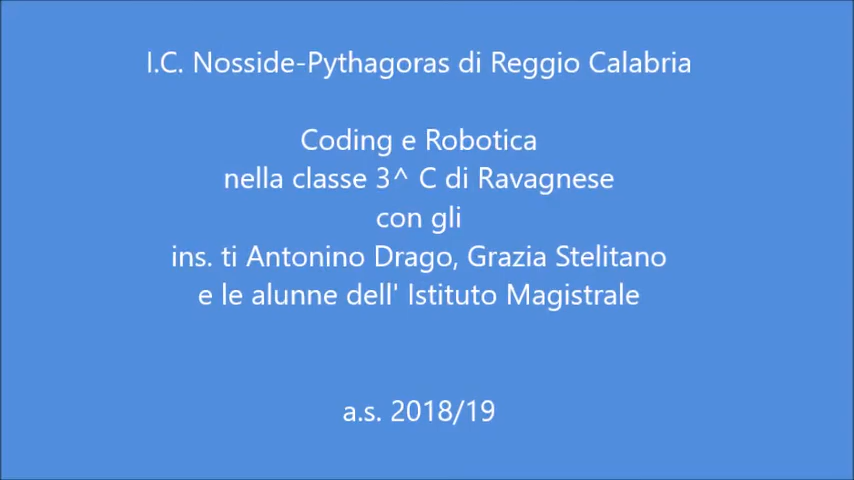 I.C. Nosside-Pythagoras di Reggio Calabria
Coding e Robotica
nella classe 3^ C di Ravagnese
con gli
ins. ti Antonino Drago, Grazia Stelitano
e le alunne dell' Istituto Magistrale
a.s. 2018/19